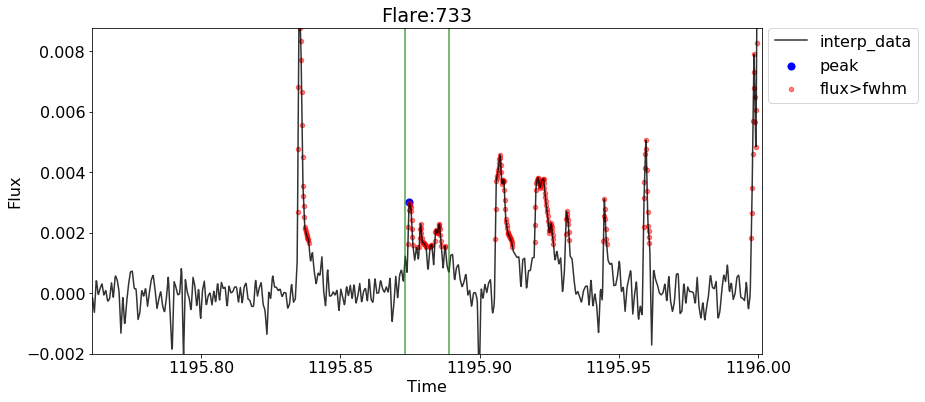 Flare:733
interp_data
peak
flux>fwhm
Flux
0.008
0.006
0.004
0.002
0.000
−0.002
1195.80 1195.85 1195.90 1195.95 1196.00
Time